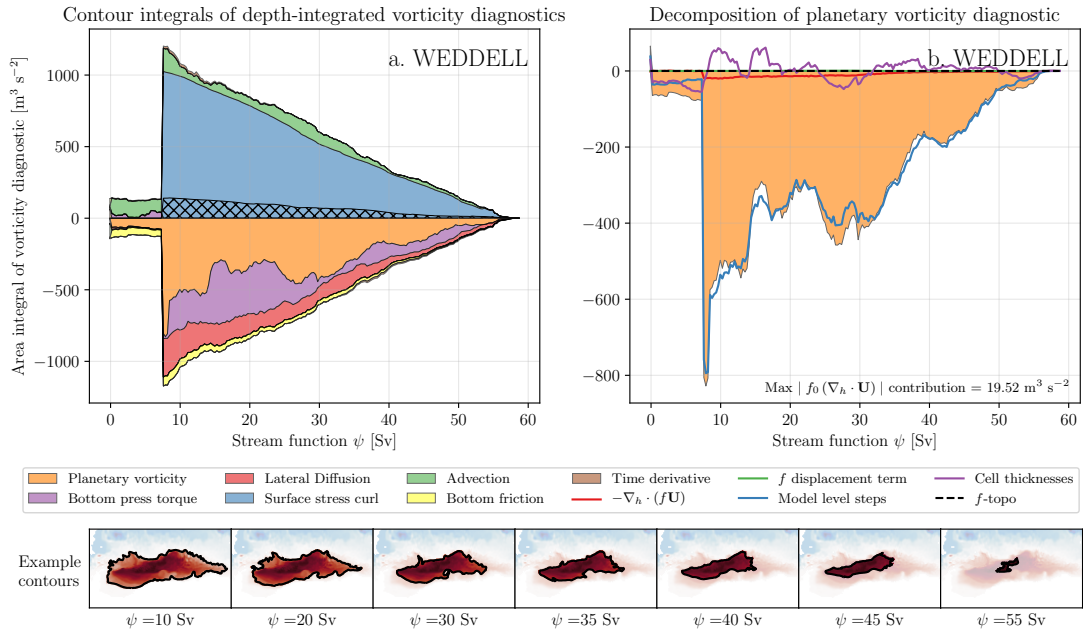 Contour integrals of depth-integrated vorticity diagnostics
a. WEDDELL
Area integral of vorticity diagnostic [m³ s⁻²]
1000
500
0
−500
−1000
0 10 20 30 40 50 60
Stream function ψ [Sv]
Decomposition of planetary vorticity diagnostic
b. WEDDELL
0
−200
−400
−600
−800
Max | f₀ (∇ₕ · U) | contribution = 19.52 m³ s⁻²
0 10 20 30 40 50 60
Stream function ψ [Sv]
Planetary vorticity
Bottom press torque
Lateral Diffusion
Surface stress curl
Advection
Bottom friction
Time derivative
−∇ₕ · (fU)
f displacement term
Model level steps
Cell thicknesses
f-topo
Example
contours
ψ =10 Sv
ψ =20 Sv
ψ =30 Sv
ψ =35 Sv
ψ =40 Sv
ψ =45 Sv
ψ =55 Sv